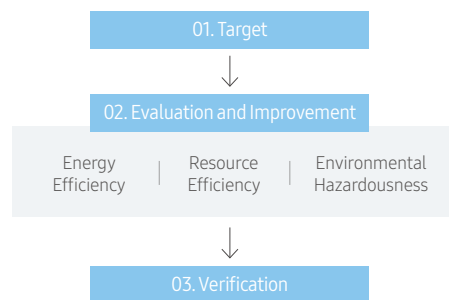 01. Target
02. Evaluation and Improvement
Energy
Efficiency
Resource
Efficiency
Environmental
Hazardousness
03. Verification